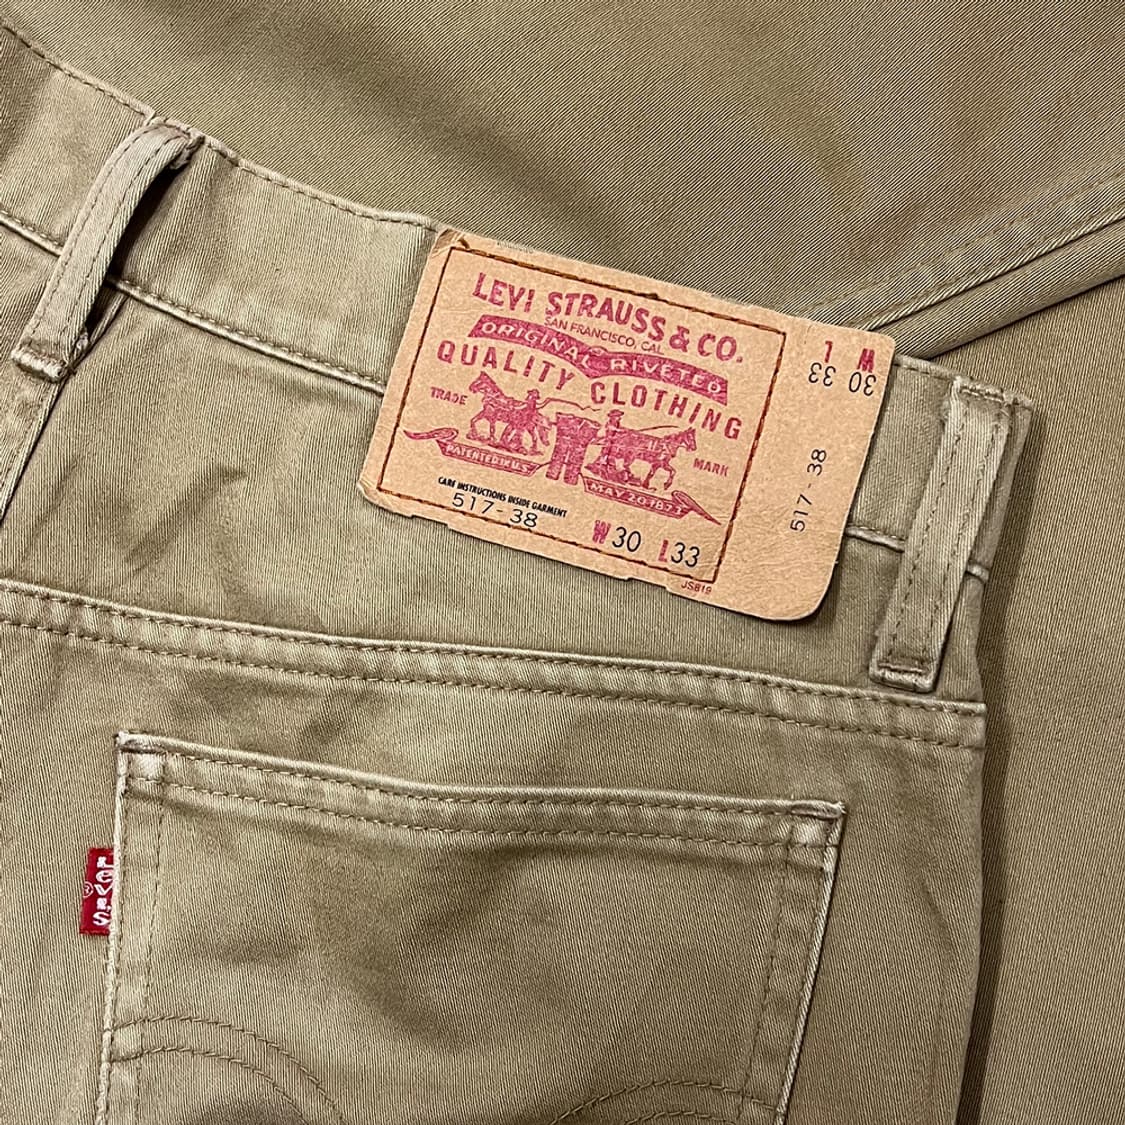 LEVI STRAUSS & CO.
SAN FRANCISCO, CAL.
ORIGINAL RIVETED
QUALITY CLOTHING
TRADE MARK
PATENTED IN U.S.
MAY 20 1873
CARE INSTRUCTIONS INSIDE GARMENT
517-38
W30 L33
JS819
W 30
L 33
33
517-38
LEVI'S
®